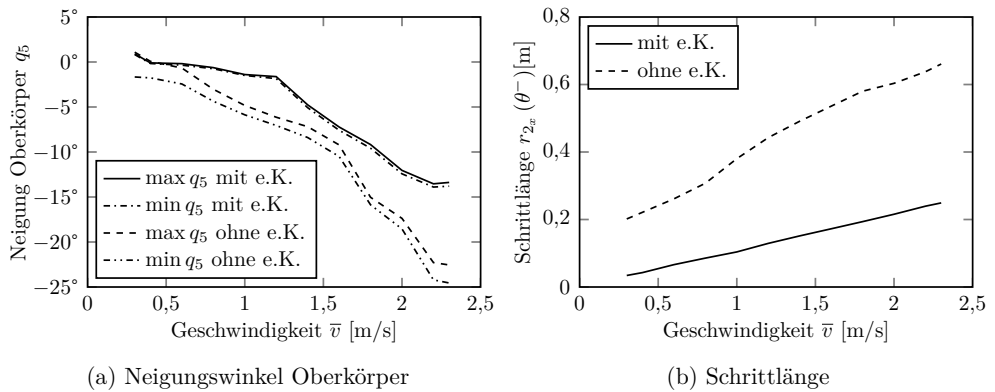 5°
0°
−5°
−10°
−15°
−20°
−25°
Neigung Oberkörper q₅
max q₅ mit e.K.
min q₅ mit e.K.
max q₅ ohne e.K.
min q₅ ohne e.K.
0
0,5
1
1,5
2
2,5
Geschwindigkeit v̅ [m/s]
(a) Neigungswinkel Oberkörper
0,8
0,6
0,4
0,2
0
Schrittlänge r₂ₓ (θ⁻)[m]
mit e.K.
ohne e.K.
0
0,5
1
1,5
2
2,5
Geschwindigkeit v̅ [m/s]
(b) Schrittlänge